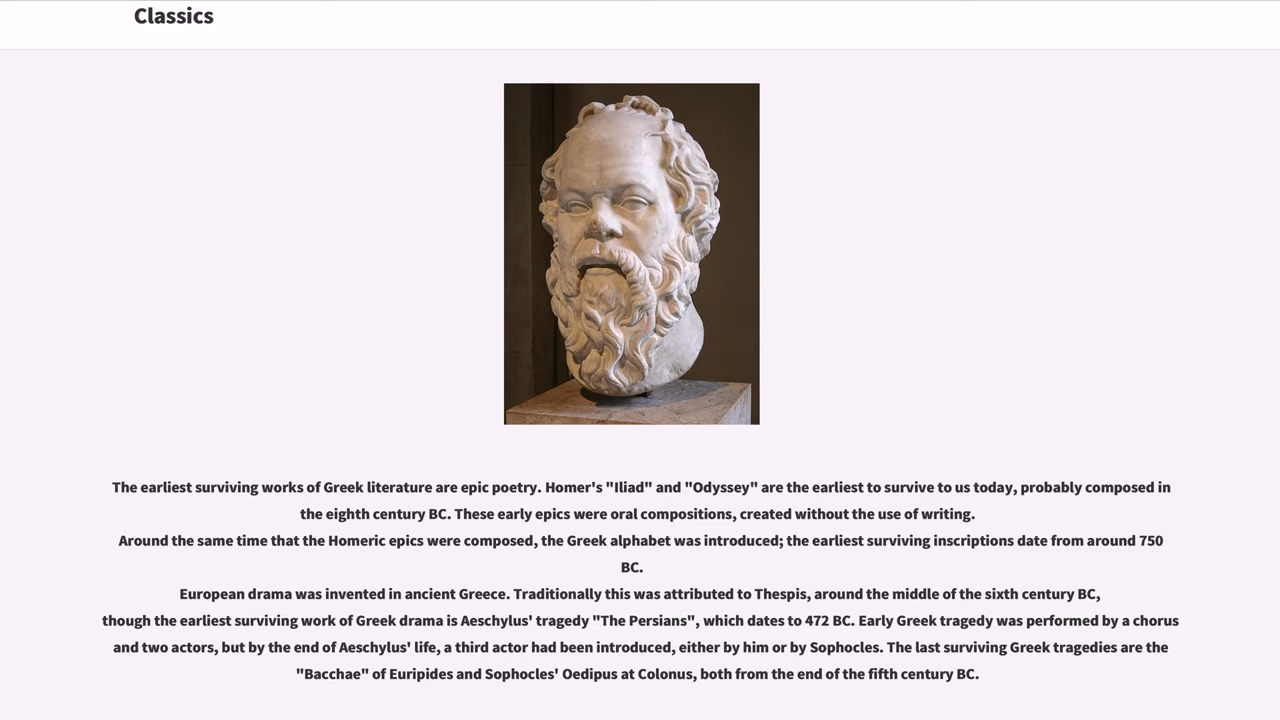 Classics
The earliest surviving works of Greek literature are epic poetry. Homer's "Iliad" and "Odyssey" are the earliest to survive to us today, probably composed in
the eighth century BC. These early epics were oral compositions, created without the use of writing.
Around the same time that the Homeric epics were composed, the Greek alphabet was introduced; the earliest surviving inscriptions date from around 750
BC.
European drama was invented in ancient Greece. Traditionally this was attributed to Thespis, around the middle of the sixth century BC,
though the earliest surviving work of Greek drama is Aeschylus' tragedy "The Persians", which dates to 472 BC. Early Greek tragedy was performed by a chorus
and two actors, but by the end of Aeschylus' life, a third actor had been introduced, either by him or by Sophocles. The last surviving Greek tragedies are the
"Bacchae" of Euripides and Sophocles' Oedipus at Colonus, both from the end of the fifth century BC.